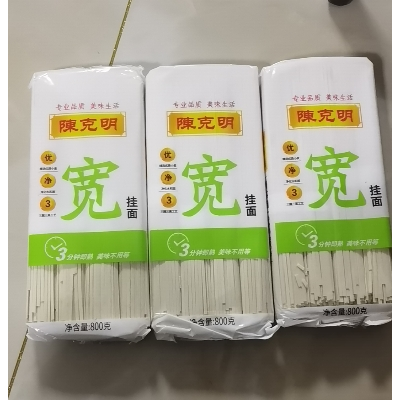 专业品质 美味生活
陳克明
优
净
3
宽
挂面
3分钟即熟 美味不用等
净含量:800克
专业品质 美味生活
陳克明
优
净
3
宽
挂面
3分钟即熟 美味不用等
净含量:800克
专业品质 美味生活
陳克明
优
净
3
宽
挂面
3分钟即熟 美味不用等
净含量:800克